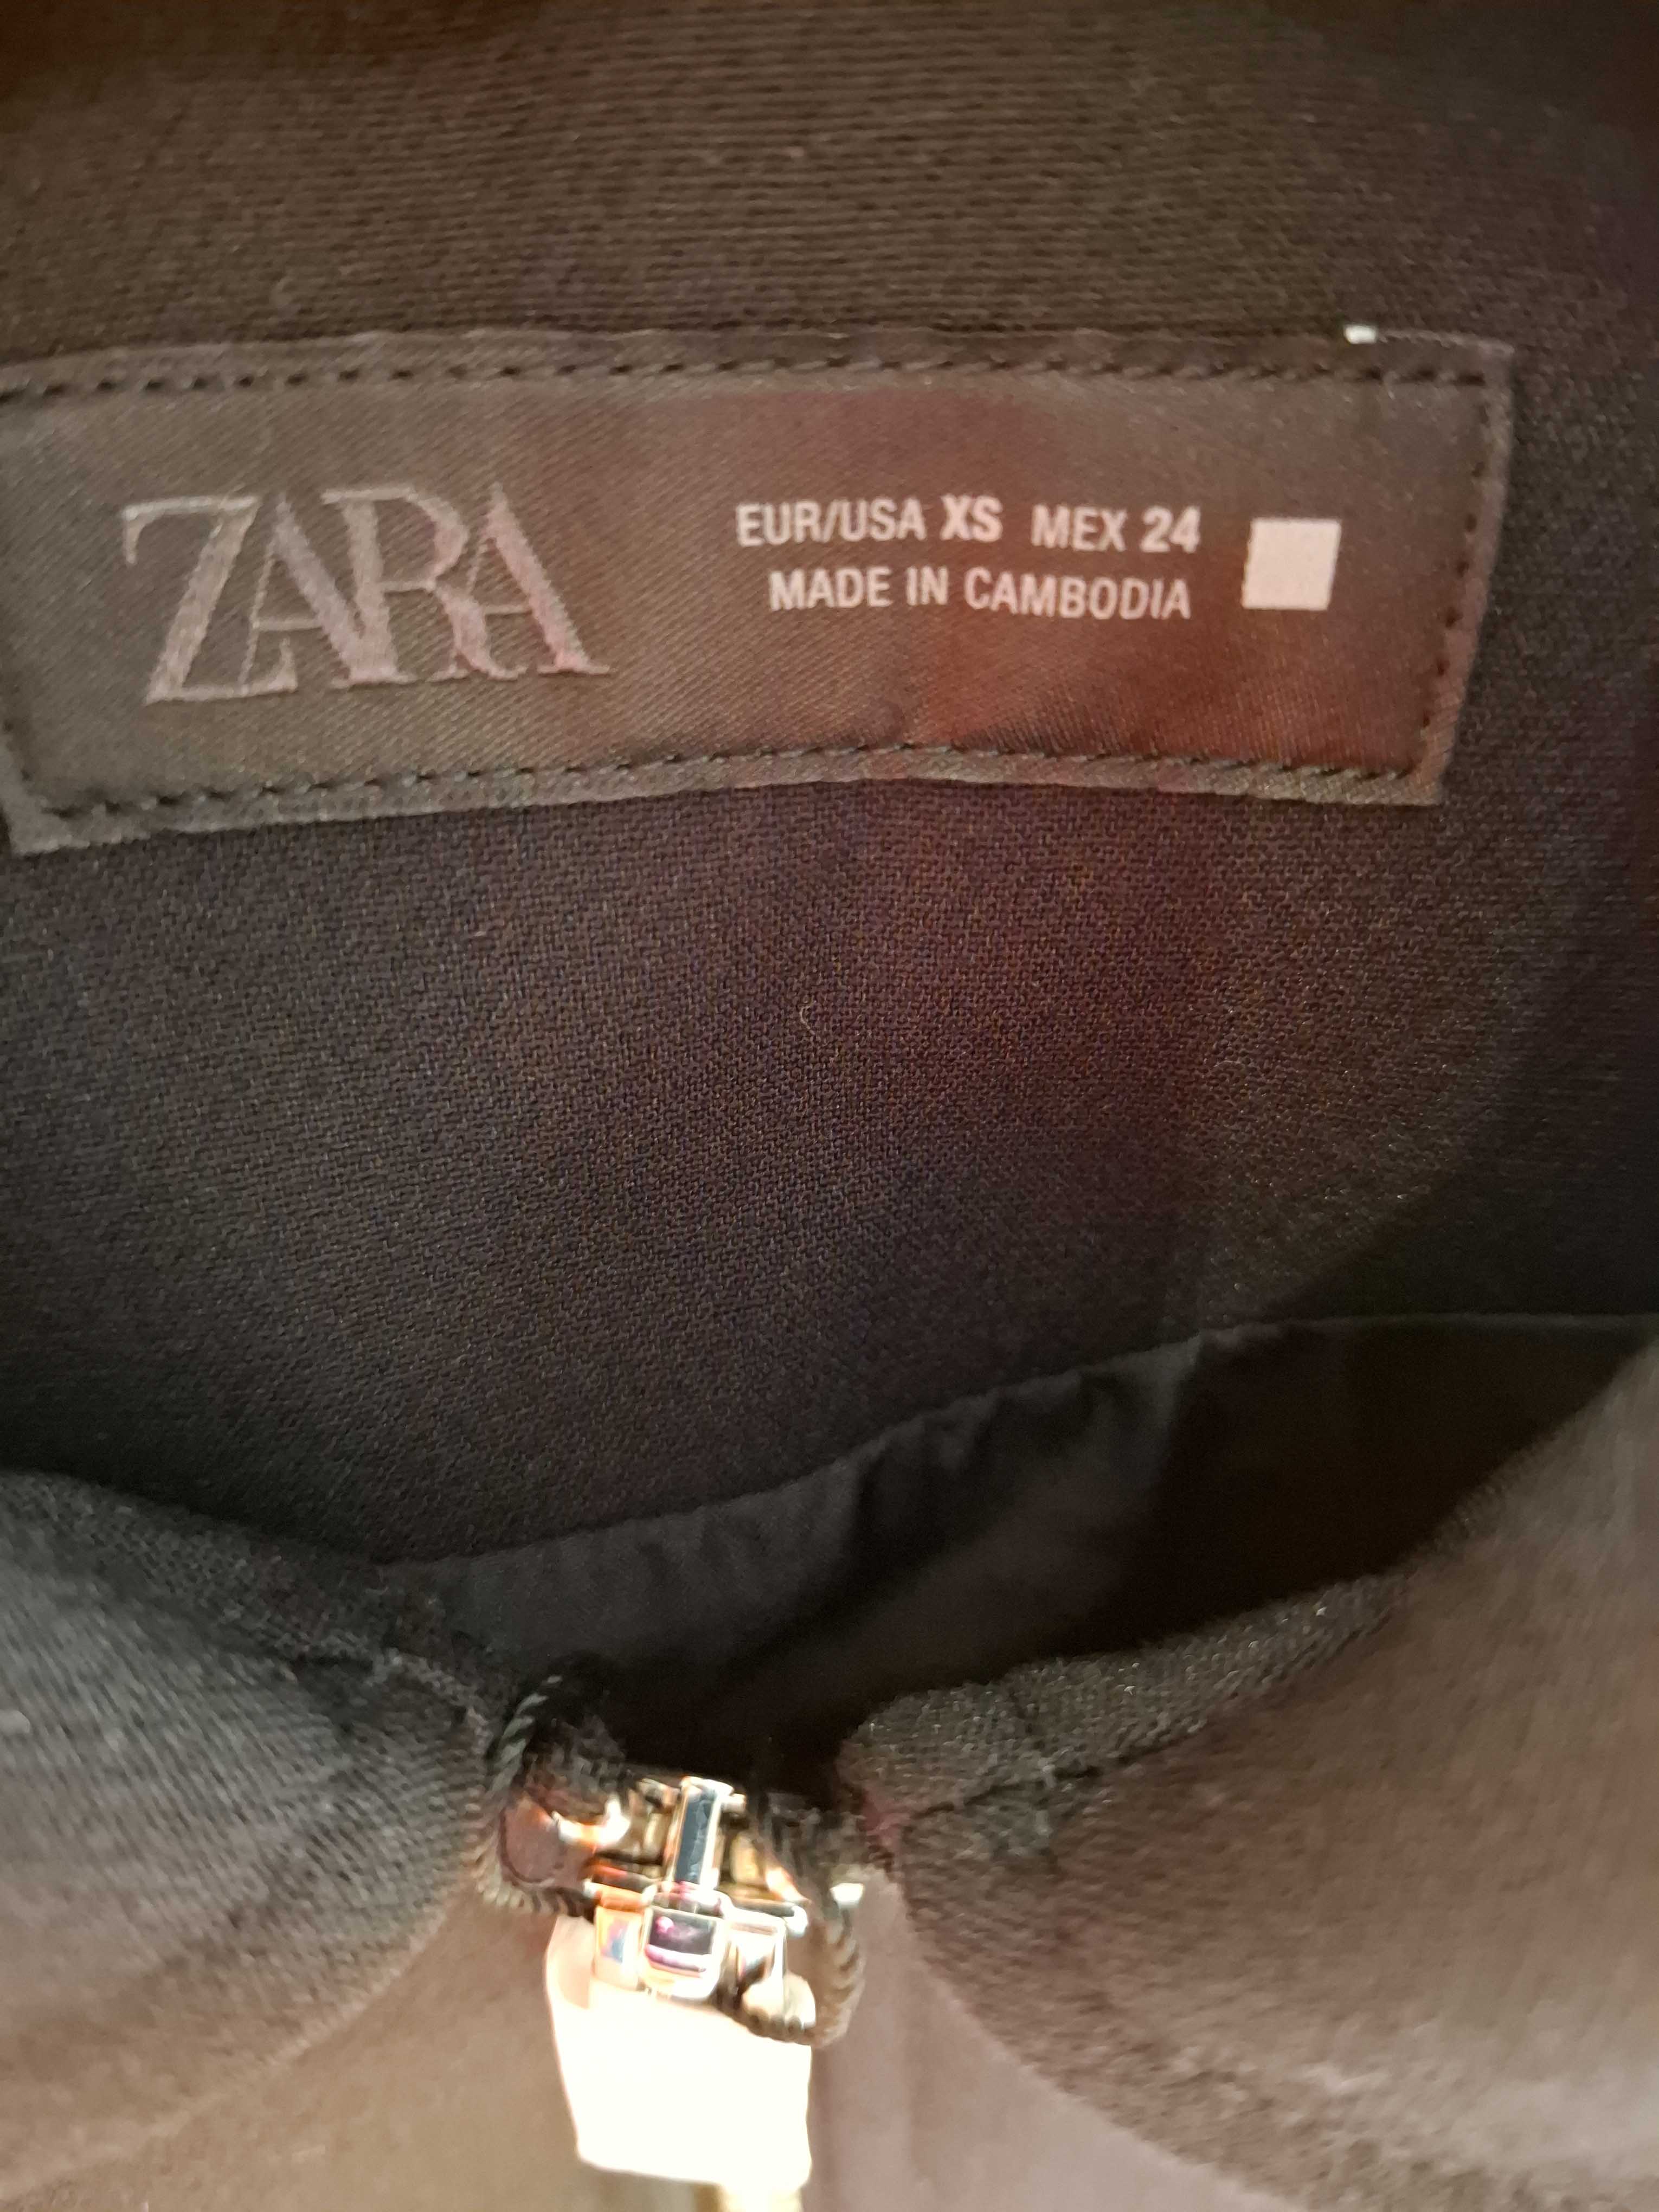 ZARA
EUR/USA XS MEX 24
MADE IN CAMBODIA